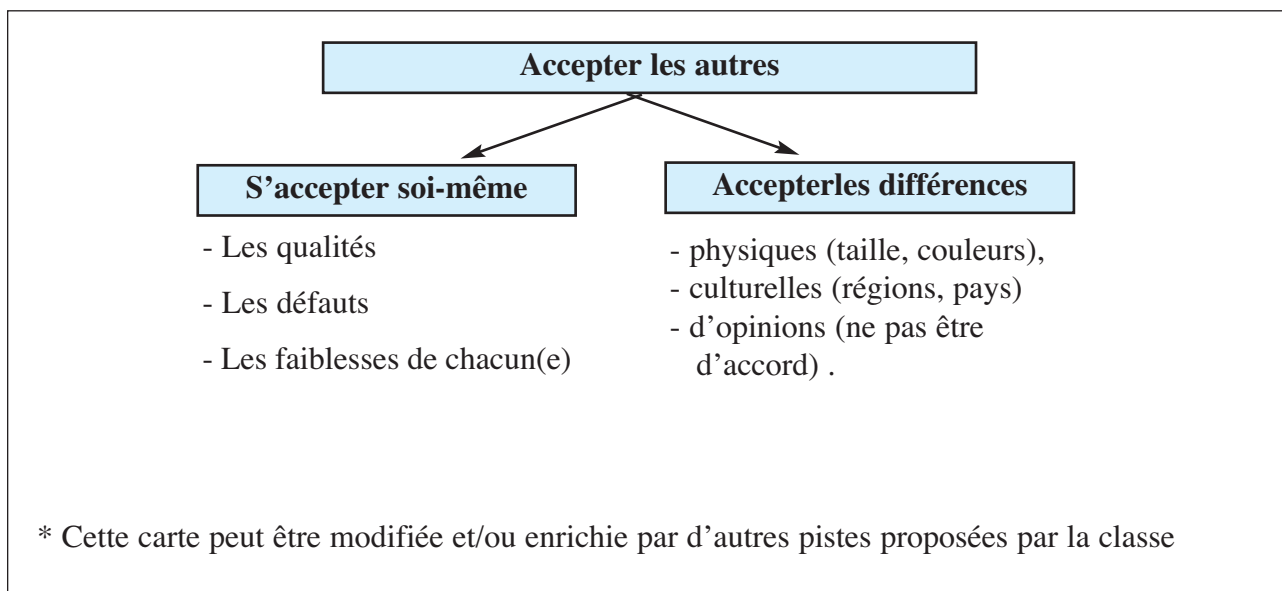 Accepter les autres
S'accepter soi-même
- Les qualités
- Les défauts
- Les faiblesses de chacun(e)
Accepterles différences
- physiques (taille, couleurs),
- culturelles (régions, pays)
- d'opinions (ne pas être
d'accord) .
* Cette carte peut être modifiée et/ou enrichie par d'autres pistes proposées par la classe